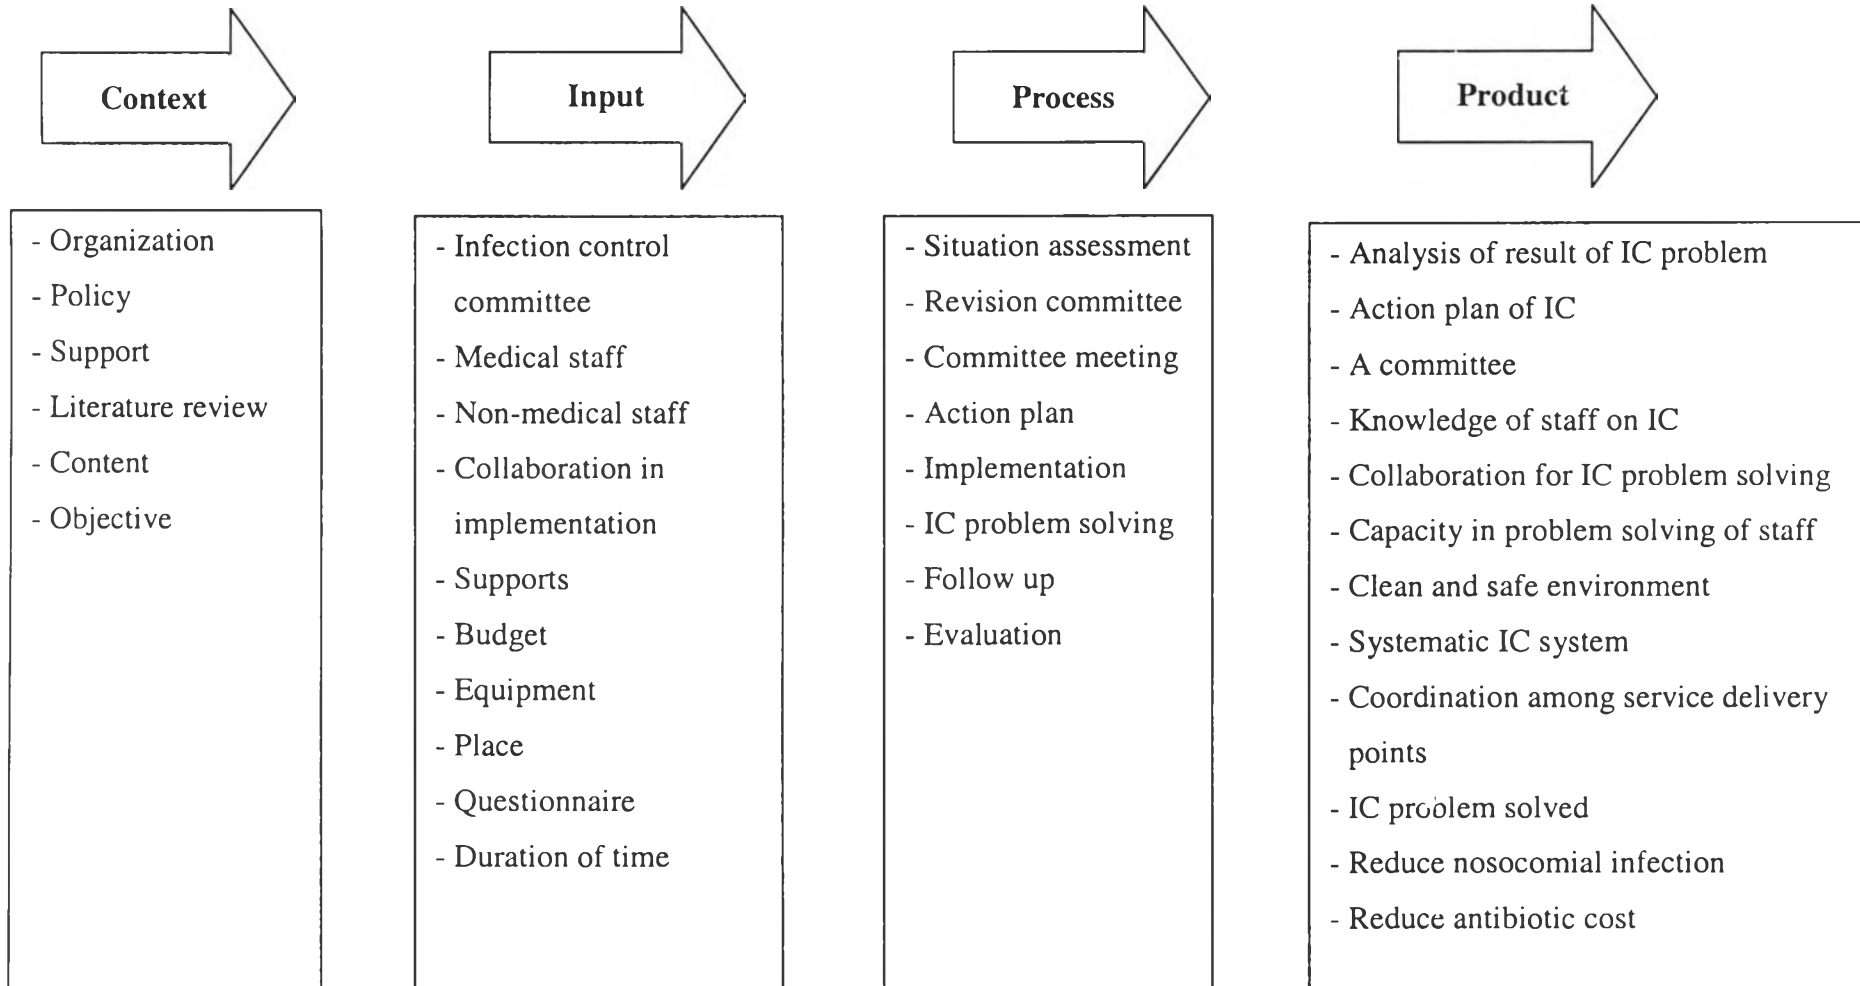 Context
Input
Process
Product
- Organization
- Policy
- Support
- Literature review
- Content
- Objective
- Infection control
committee
- Medical staff
- Non-medical staff
- Collaboration in
implementation
- Supports
- Budget
- Equipment
- Place
- Questionnaire
- Duration of time
- Situation assessment
- Revision committee
- Committee meeting
- Action plan
- Implementation
- IC problem solving
- Follow up
- Evaluation
- Analysis of result of IC problem
- Action plan of IC
- A committee
- Knowledge of staff on IC
- Collaboration for IC problem solving
- Capacity in problem solving of staff
- Clean and safe environment
- Systematic IC system
- Coordination among service delivery
points
- IC problem solved
- Reduce nosocomial infection
- Reduce antibiotic cost